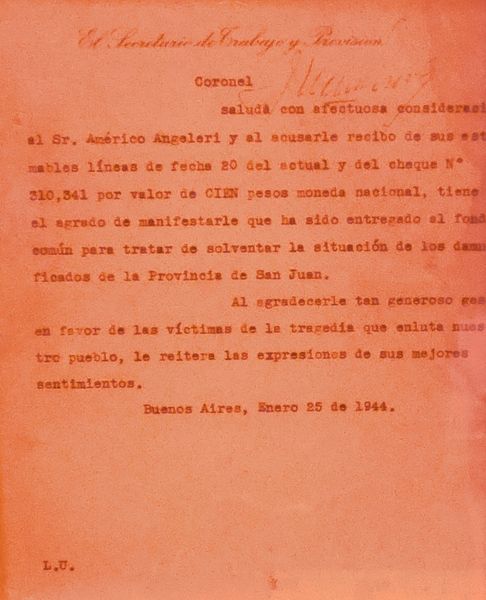 El Secretario de Trabajo y Previsión
Coronel
saluda con afectuosa consideraci
al Sr. Américo Angeleri y al acusarle recibo de sus est
mables líneas de fecha 20 del actual y del cheque N°
310,341 por valor de CIEN pesos moneda nacional, tiene
el agrado de manifestarle que ha sido entregado al fond
común para tratar de solventar la situación de los damn
ficados de la Provincia de San Juan.
Al agradecerle tan generoso ges
en favor de las víctimas de la tragedia que enluta nues
tro pueblo, le reitera las expresiones de sus mejores
sentimientos.
Buenos Aires, Enero 25 de 1944.
L.U.